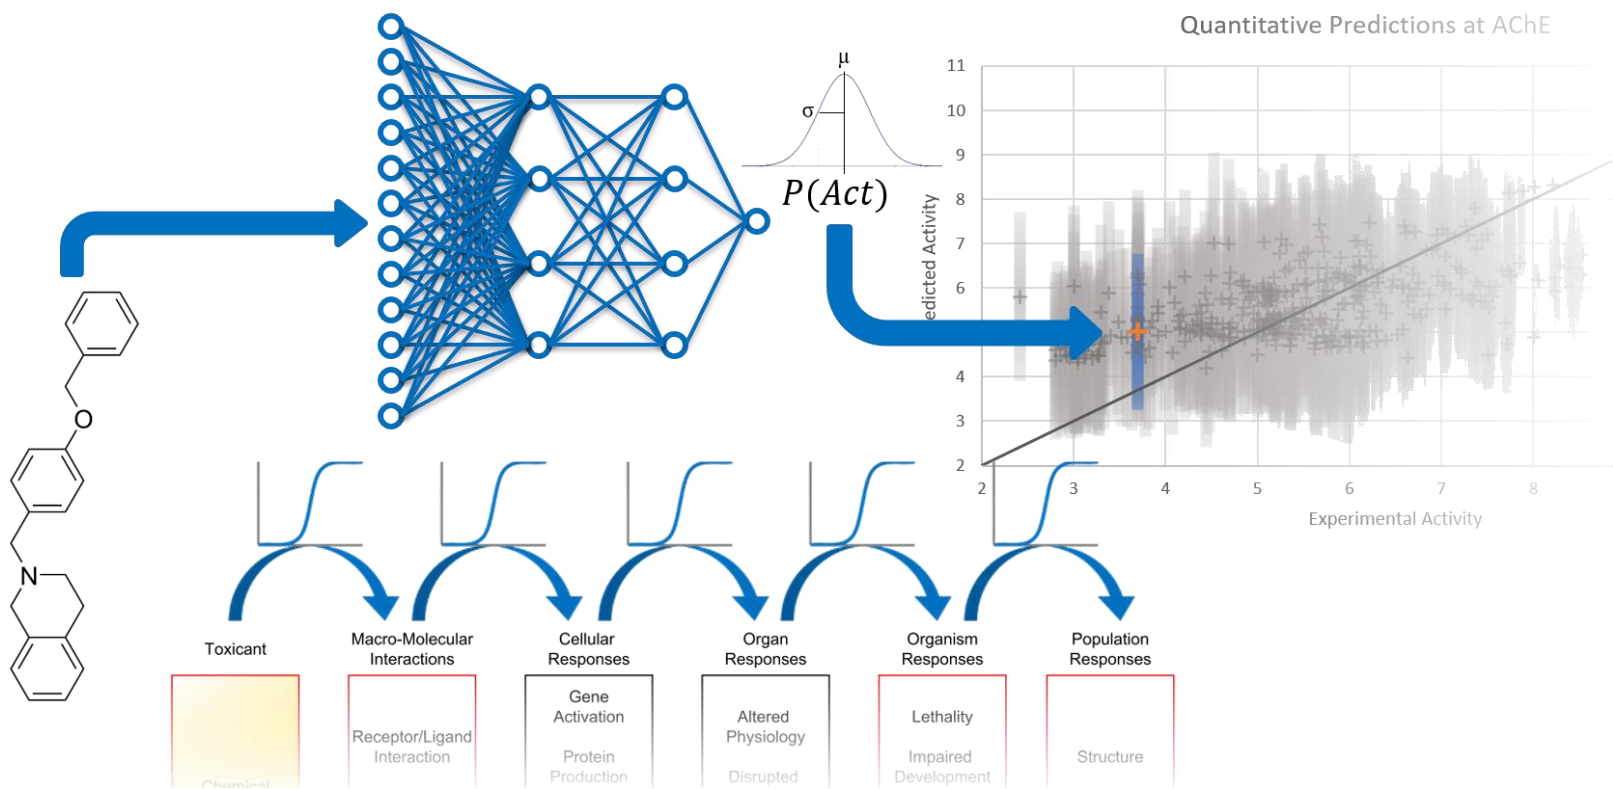 Quantitative Predictions at AChE
μ
σ
P(Act)
11
10
9
8
7
6
4
3
2
edicted Activity
2
3
4
5
6
7
8
Experimental Activity
O
N
Toxicant
Macro-Molecular
Interactions
Cellular
Responses
Organ
Responses
Organism
Responses
Population
Responses
Chemical
Receptor/Ligand
Interaction
Gene
Activation
Protein
Production
Altered
Physiology
Disrupted
Lethality
Impaired
Development
Structure